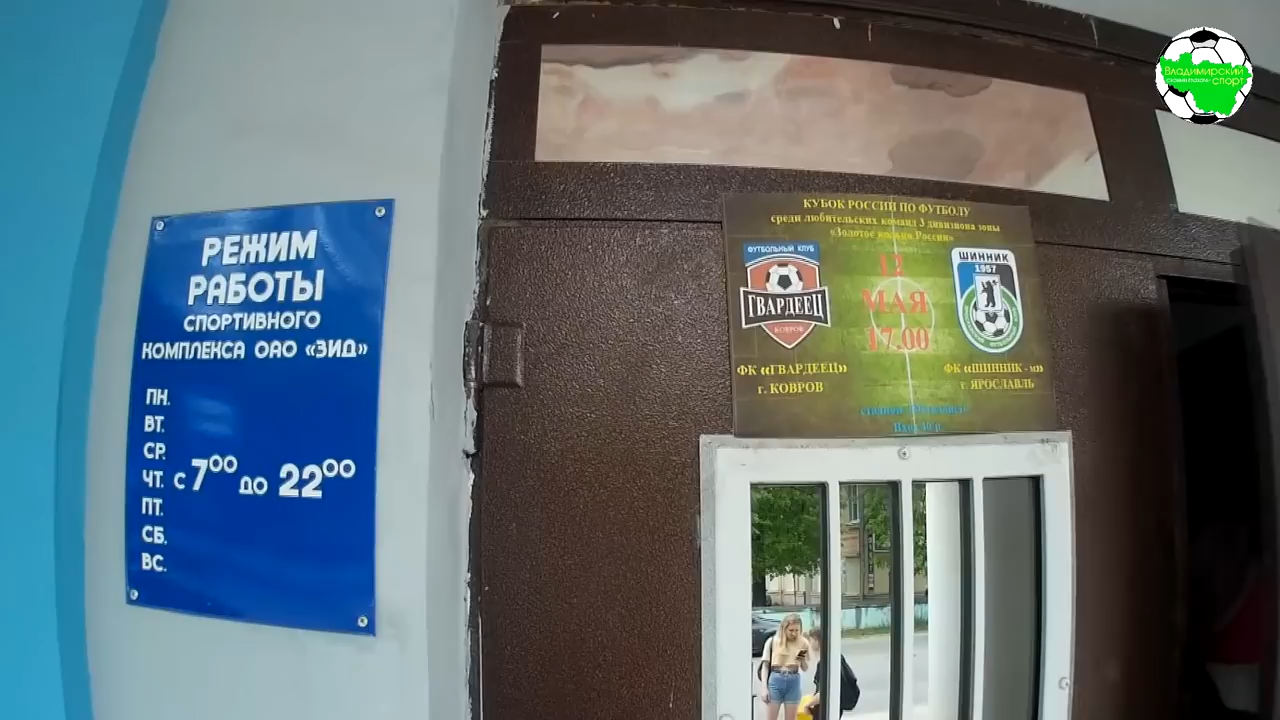 РЕЖИМ
РАБОТЫ
СПОРТИВНОГО
КОМПЛЕКСА ОАО «ЗИД»
ПН.
ВТ.
СР.
ЧТ. С 7⁰⁰ ДО 22⁰⁰
ПТ.
СБ.
ВС.
КУБОК РОССИИ ПО ФУТБОЛУ
среди любительских команд 3 дивизиона зоны
«Золотое кольцо России»
ФУТБОЛЬНЫЙ КЛУБ
ГВАРДЕЕЦ
КОВРОВ
МАЯ
17.00
ШИННИК
1957
ФК «ГВАРДЕЕЦ»
г. КОВРОВ
ФК «ШИННИК - м»
г. ЯРОСЛАВЛЬ
стадион
Владимирский
спорт